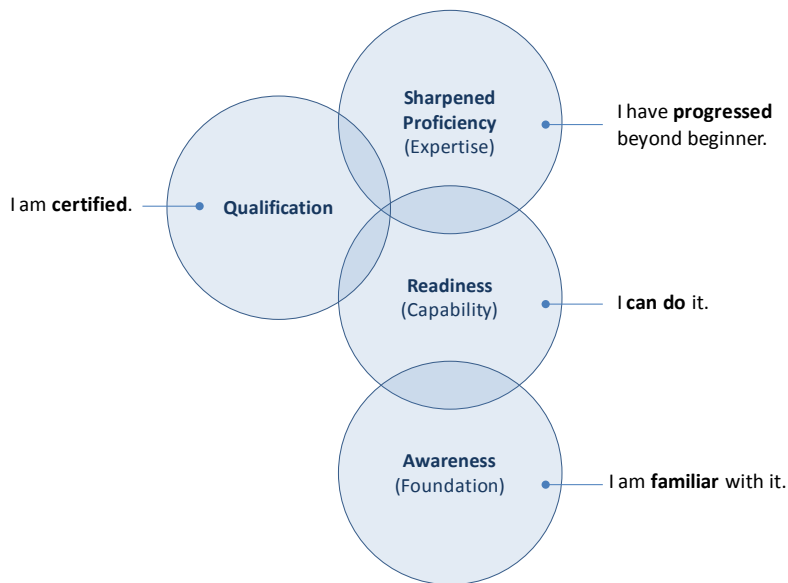 Sharpened
Proficiency
(Expertise)
I have progressed
beyond beginner.
I am certified.
Qualification
Readiness
(Capability)
I can do it.
Awareness
(Foundation)
I am familiar with it.